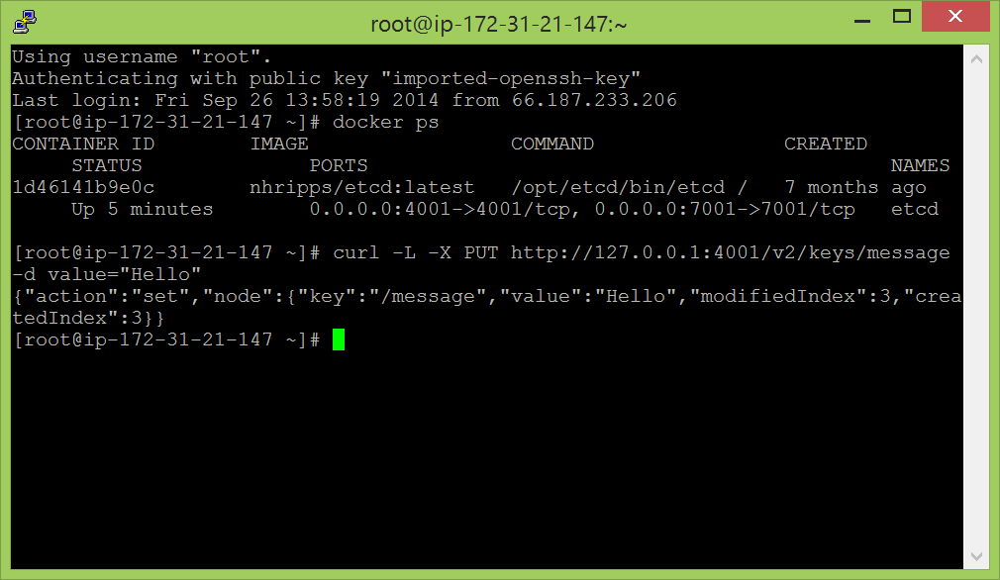 root@ip-172-31-21-147:~
Using username "root".
Authenticating with public key "imported-openssh-key"
Last login: Fri Sep 26 13:58:19 2014 from 66.187.233.206
[root@ip-172-31-21-147 ~]# docker ps
CONTAINER ID        IMAGE                 COMMAND                CREATED
     STATUS              PORTS                                            NAMES
1d46141b9e0c        nhripps/etcd:latest   /opt/etcd/bin/etcd /   7 months ago
     Up 5 minutes        0.0.0.0:4001->4001/tcp, 0.0.0.0:7001->7001/tcp   etcd
[root@ip-172-31-21-147 ~]# curl -L -X PUT http://127.0.0.1:4001/v2/keys/message
-d value="Hello"
{"action":"set","node":{"key":"/message","value":"Hello","modifiedIndex":3,"crea
tedIndex":3}}
[root@ip-172-31-21-147 ~]#